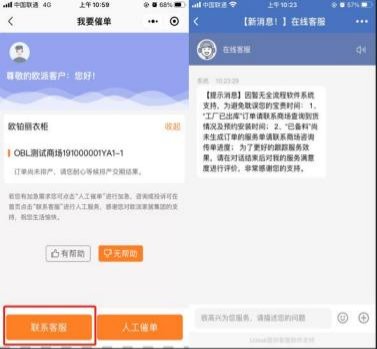 中国联通 4G
上午 10:59
68%
我要催单
尊敬的欧派客户：您好！
欧铂丽衣柜
收起
OBL测试商场191000001YA1-1
订单尚未排产，请您耐心等候排产交期结果。
若您有加急需求您可点击“人工催单”进行加急，咨询或投诉可在
首页点击“联系客服”进行人工服务，感谢您对欧派家居集团的支
持，祝您生活愉快。
有帮助
无帮助
联系客服
人工催单
中国联通
上午 10:23
57%
【新消息！】在线客服
在线客服
系统 10:23:29
【提示消息】因暂无全流程软件系统
支持，为避免耽误您的宝贵时间：1、
“工厂已出库”订单请联系商场查询到货
情况及预约安装时间；2、“已备料”尚
未生成订单的服务单请联系商场咨询
传单进度；为了更好的跟踪服务效
果，请在对话结束后对我的服务满意
度进行评价，非常感谢您的支持。
很高兴为您服务，请描述您的问题